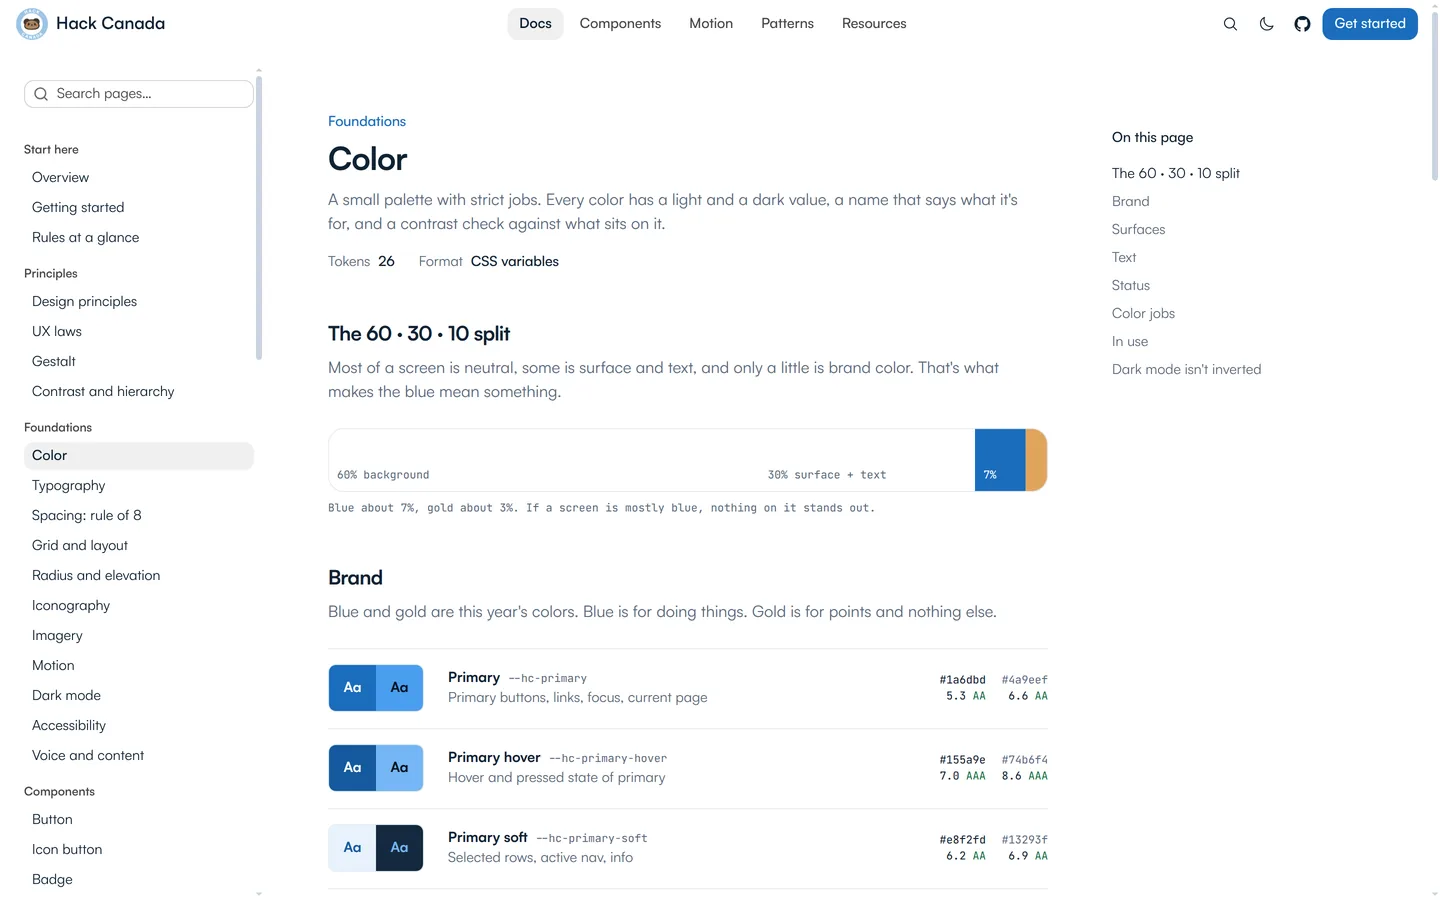 HACK
CANADA
Hack Canada
Docs
Components
Motion
Patterns
Resources
Get started
Search pages...
Start here
Overview
Getting started
Rules at a glance
Principles
Design principles
UX laws
Gestalt
Contrast and hierarchy
Foundations
Color
Typography
Spacing: rule of 8
Grid and layout
Radius and elevation
Iconography
Imagery
Motion
Dark mode
Accessibility
Voice and content
Components
Button
Icon button
Badge
Foundations
Color
A small palette with strict jobs. Every color has a light and a dark value, a name that says what it's
for, and a contrast check against what sits on it.
Tokens 26 Format CSS variables
The 60 • 30 • 10 split
Most of a screen is neutral, some is surface and text, and only a little is brand color. That's what
makes the blue mean something.
60% background
30% surface + text
7%
Blue about 7%, gold about 3%. If a screen is mostly blue, nothing on it stands out.
Brand
Blue and gold are this year's colors. Blue is for doing things. Gold is for points and nothing else.
Aa Aa
Primary --hc-primary
Primary buttons, links, focus, current page
#1a6dbd #4a9eef
5.3 AA 6.6 AA
Aa Aa
Primary hover --hc-primary-hover
Hover and pressed state of primary
#155a9e #74b6f4
7.0 AAA 8.6 AAA
Aa Aa
Primary soft --hc-primary-soft
Selected rows, active nav, info
#e8f2fd #13293f
6.2 AA 6.9 AA
On this page
The 60 • 30 • 10 split
Brand
Surfaces
Text
Status
Color jobs
In use
Dark mode isn't inverted